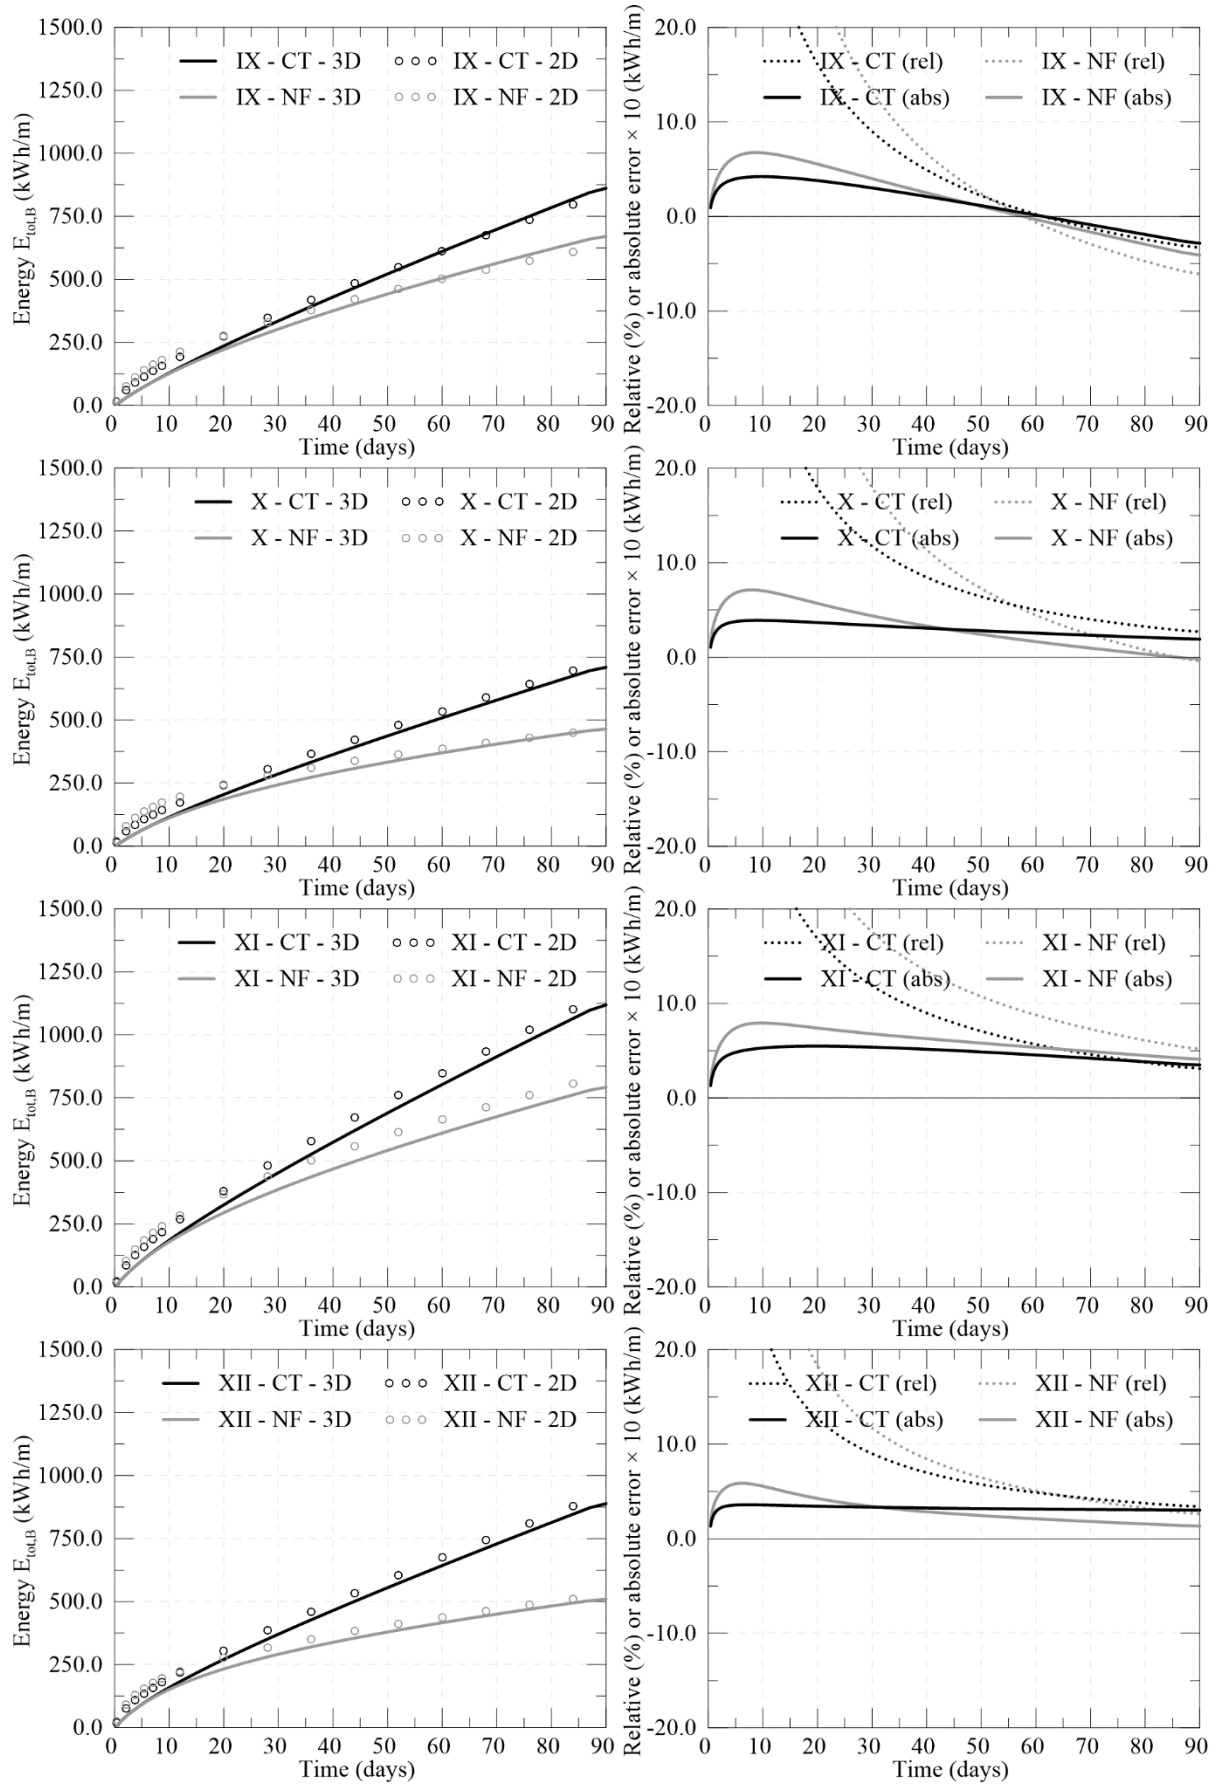 1500.0
1250.0
1000.0
750.0
500.0
250.0
0.0
Energy E_tot,B (kWh/m)
IX - CT - 3D
IX - CT - 2D
IX - NF - 3D
IX - NF - 2D
0 10 20 30 40 50 60 70 80 90
Time (days)
20.0
10.0
0.0
-10.0
-20.0
Relative (%) or absolute error × 10 (kWh/m)
IX - CT (rel)
IX - NF (rel)
IX - CT (abs)
IX - NF (abs)
0 10 20 30 40 50 60 70 80 90
Time (days)
1500.0
1250.0
1000.0
750.0
500.0
250.0
0.0
Energy E_tot,B (kWh/m)
X - CT - 3D
X - CT - 2D
X - NF - 3D
X - NF - 2D
0 10 20 30 40 50 60 70 80 90
Time (days)
20.0
10.0
0.0
-10.0
-20.0
Relative (%) or absolute error × 10 (kWh/m)
X - CT (rel)
X - NF (rel)
X - CT (abs)
X - NF (abs)
0 10 20 30 40 50 60 70 80 90
Time (days)
1500.0
1250.0
1000.0
750.0
500.0
250.0
0.0
Energy E_tot,B (kWh/m)
XI - CT - 3D
XI - CT - 2D
XI - NF - 3D
XI - NF - 2D
0 10 20 30 40 50 60 70 80 90
Time (days)
20.0
10.0
0.0
-10.0
-20.0
Relative (%) or absolute error × 10 (kWh/m)
XI - CT (rel)
XI - NF (rel)
XI - CT (abs)
XI - NF (abs)
0 10 20 30 40 50 60 70 80 90
Time (days)
1500.0
1250.0
1000.0
750.0
500.0
250.0
0.0
Energy E_tot,B (kWh/m)
XII - CT - 3D
XII - CT - 2D
XII - NF - 3D
XII - NF - 2D
0 10 20 30 40 50 60 70 80 90
Time (days)
20.0
10.0
0.0
-10.0
-20.0
Relative (%) or absolute error × 10 (kWh/m)
XII - CT (rel)
XII - NF (rel)
XII - CT (abs)
XII - NF (abs)
0 10 20 30 40 50 60 70 80 90
Time (days)